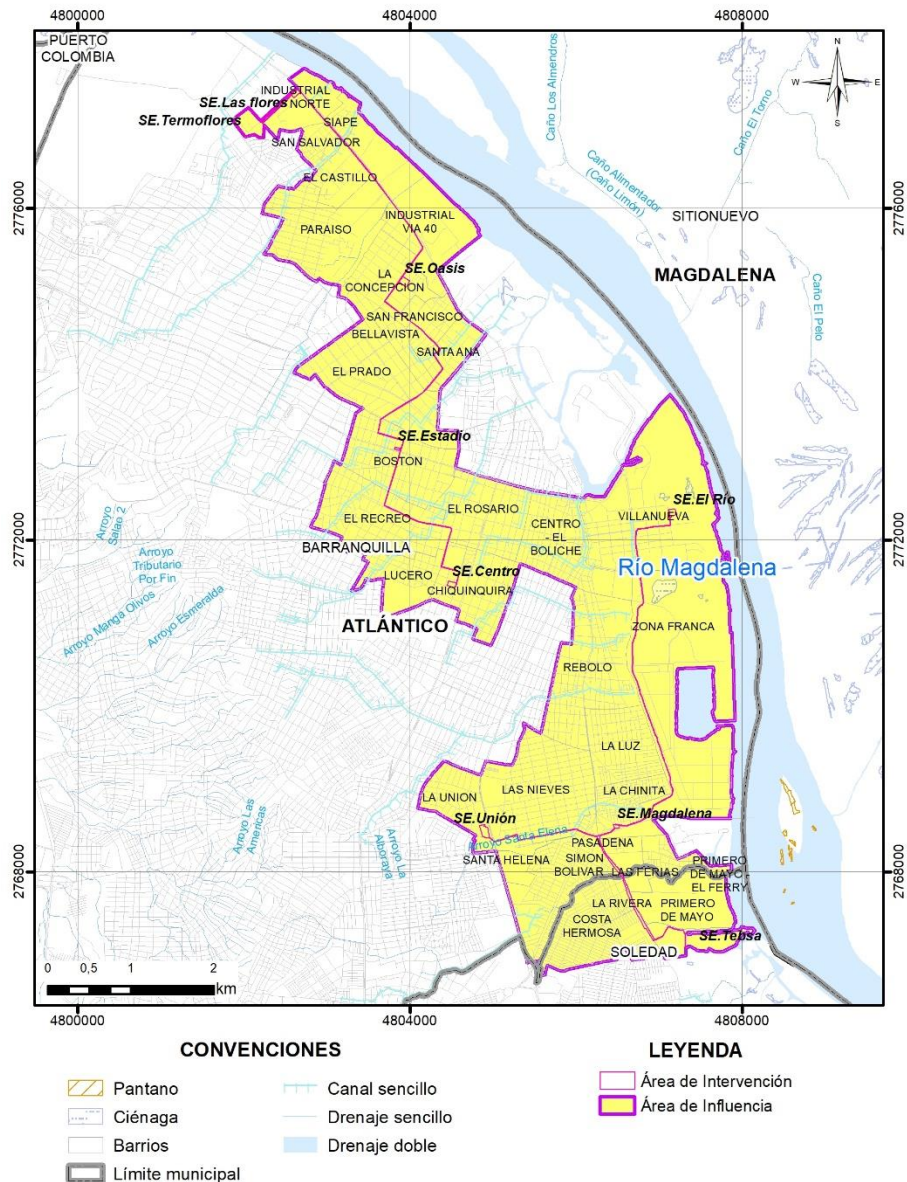 4800000
4804000
4808000
PUERTO
COLOMBIA
N
W
E
S
INDUSTRIAL
NORTE
SE.Las flores
SE.Termoflores
SIAPE
SAN SALVADOR
EL CASTILLO
Caño Los Almendros
Caño El Torno
Caño Alimentador
(Caño Limón)
2776000
2776000
SITIONUEVO
PARAISO
INDUSTRIAL
VIA 40
MAGDALENA
SE.Oasis
LA
CONCEPCION
Caño El Pelo
SAN FRANCISCO
BELLAVISTA
SANTA ANA
EL PRADO
SE.Estadio
BOSTON
SE.El Río
EL ROSARIO
VILLANUEVA
EL RECREO
CENTRO
- EL
BOLICHE
2772000
2772000
Arroyo
Salao 2
BARRANQUILLA
Arroyo
Tributario
Por Fin
Río Magdalena
LUCERO
SE.Centro
CHIQUINQUIRA
Arroyo Manga Olivos
Arroyo Esmeralda
ATLÁNTICO
ZONA FRANCA
REBOLO
LA LUZ
LA UNION
LAS NIEVES
LA CHINITA
SE.Unión
SE.Magdalena
Arroyo Santa Elena
Arroyo Las
Americas
Arroyo La
Alboraya
PASADENA
SANTA HELENA
SIMON
BOLIVAR
LAS FERIAS
PRIMERO
DE MAYO
EL FERRY
2768000
2768000
LA RIVERA
PRIMERO
DE MAYO
COSTA
HERMOSA
SE.Tebsa
SOLEDAD
0 0,5 1 2
km
4800000
4804000
4808000
CONVENCIONES
Pantano
Ciénaga
Barrios
Límite municipal
Canal sencillo
Drenaje sencillo
Drenaje doble
LEYENDA
Área de Intervención
Área de Influencia